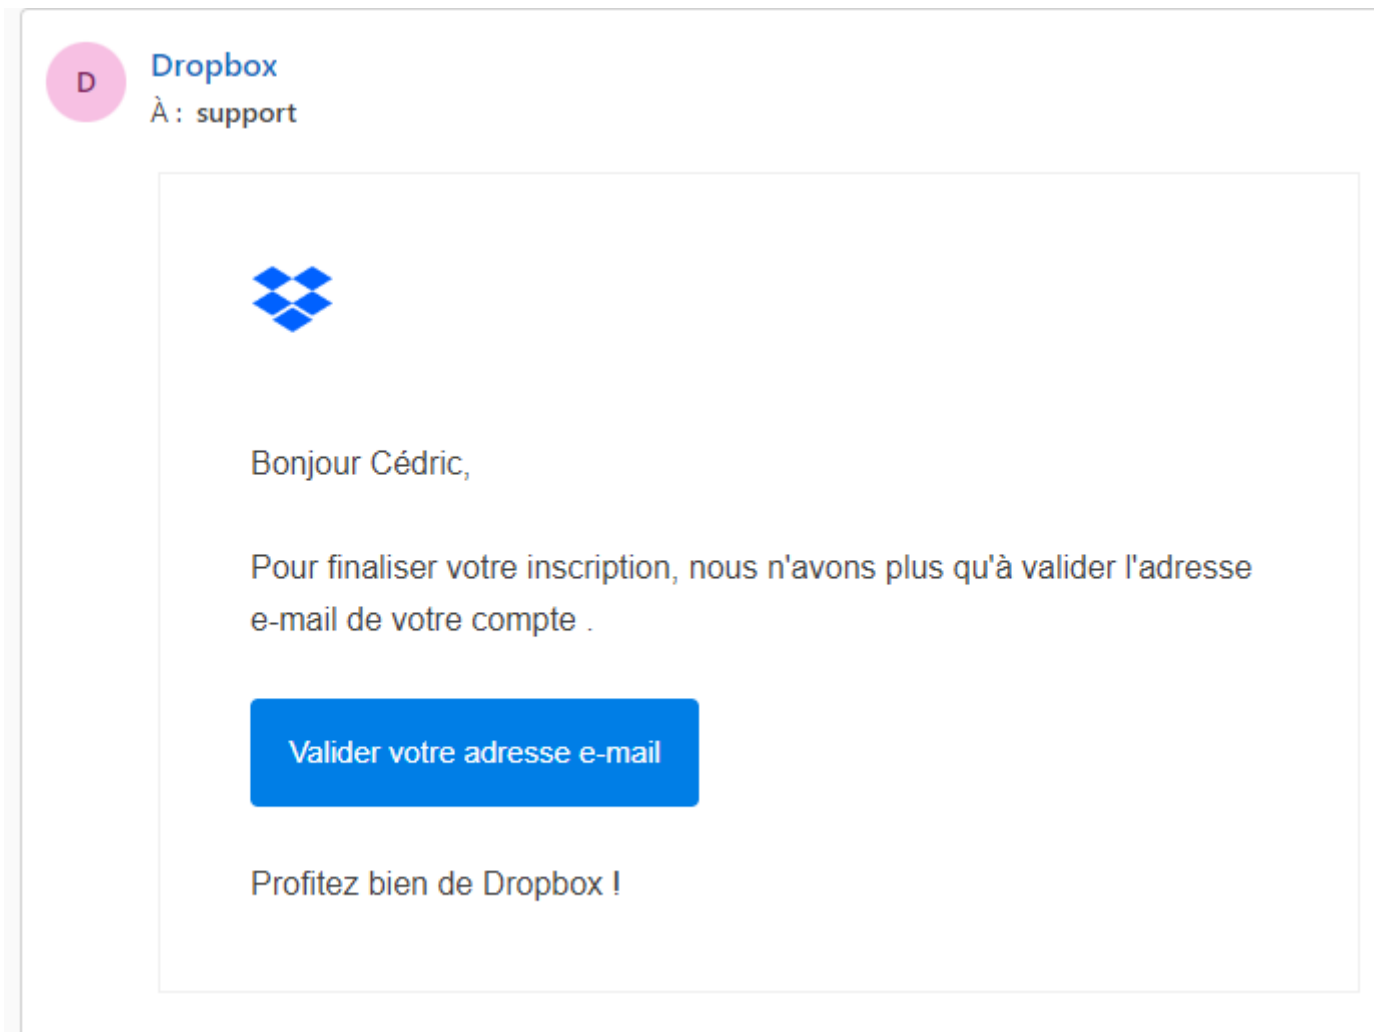 D
Dropbox
À : support
Bonjour Cédric,
Pour finaliser votre inscription, nous n'avons plus qu'à valider l'adresse
e-mail de votre compte .
Valider votre adresse e-mail
Profitez bien de Dropbox !